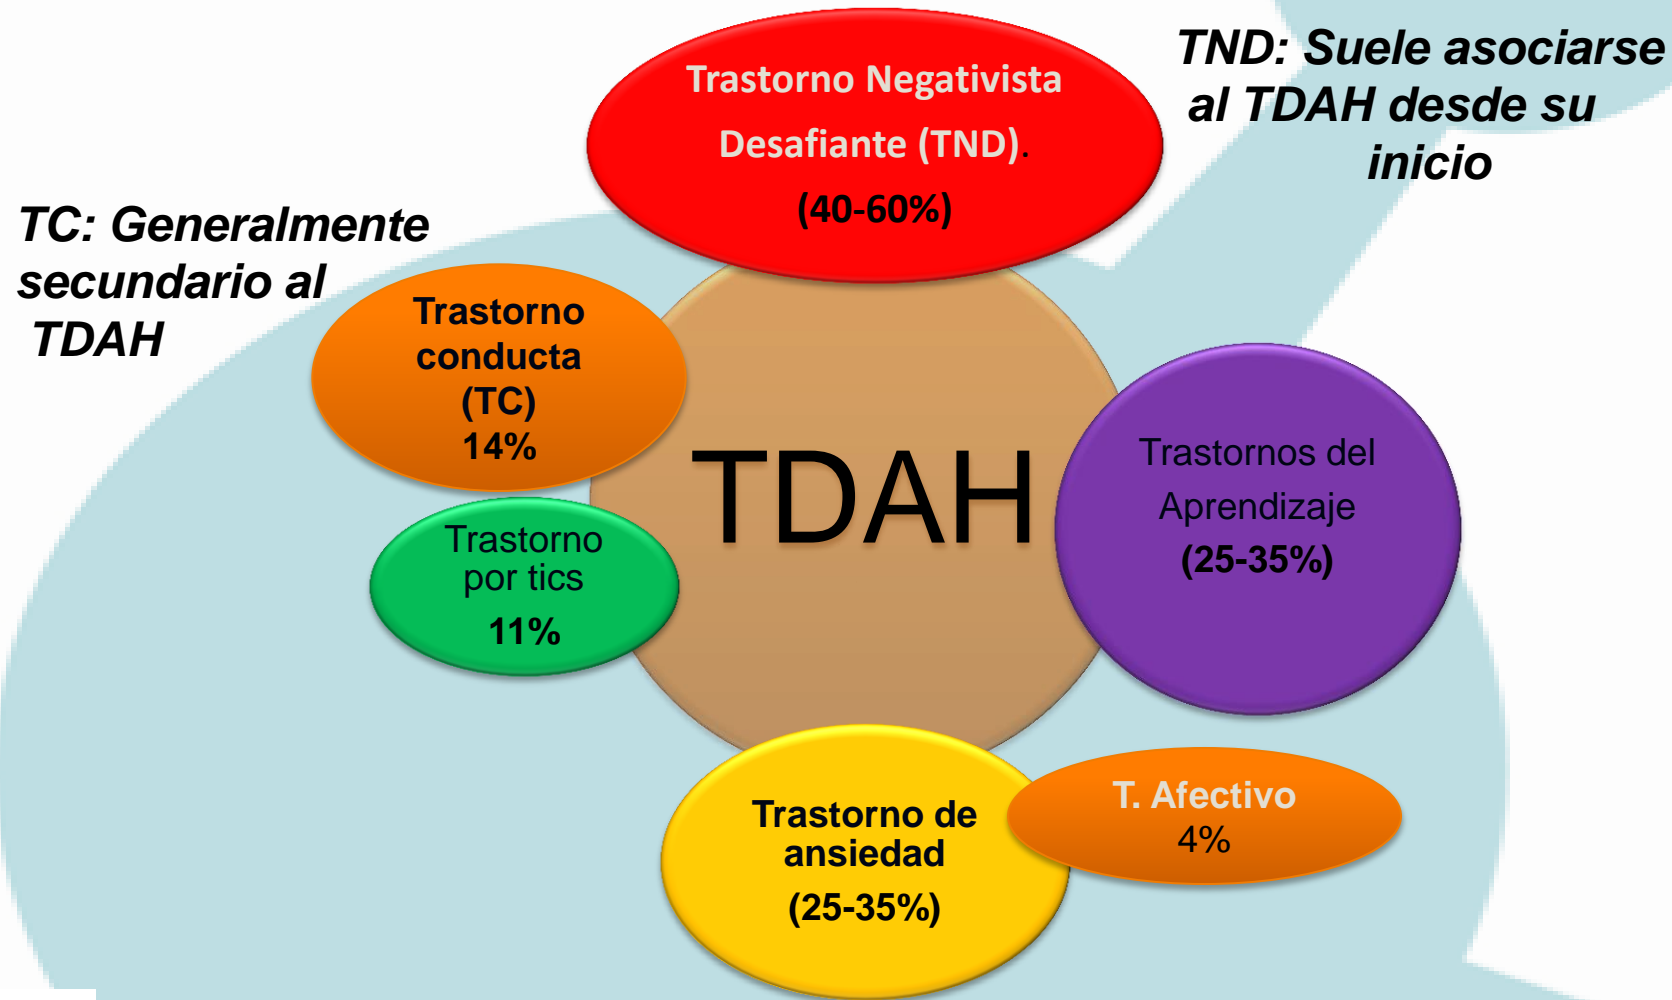 Trastorno Negativista
Desafiante (TND).
(40-60%)
TND: Suele asociarse
al TDAH desde su
inicio
TC: Generalmente
secundario al
TDAH
Trastorno
conducta
(TC)
14%
TDAH
Trastornos del
Aprendizaje
(25-35%)
Trastorno
por tics
11%
Trastorno de
ansiedad
(25-35%)
T. Afectivo
4%